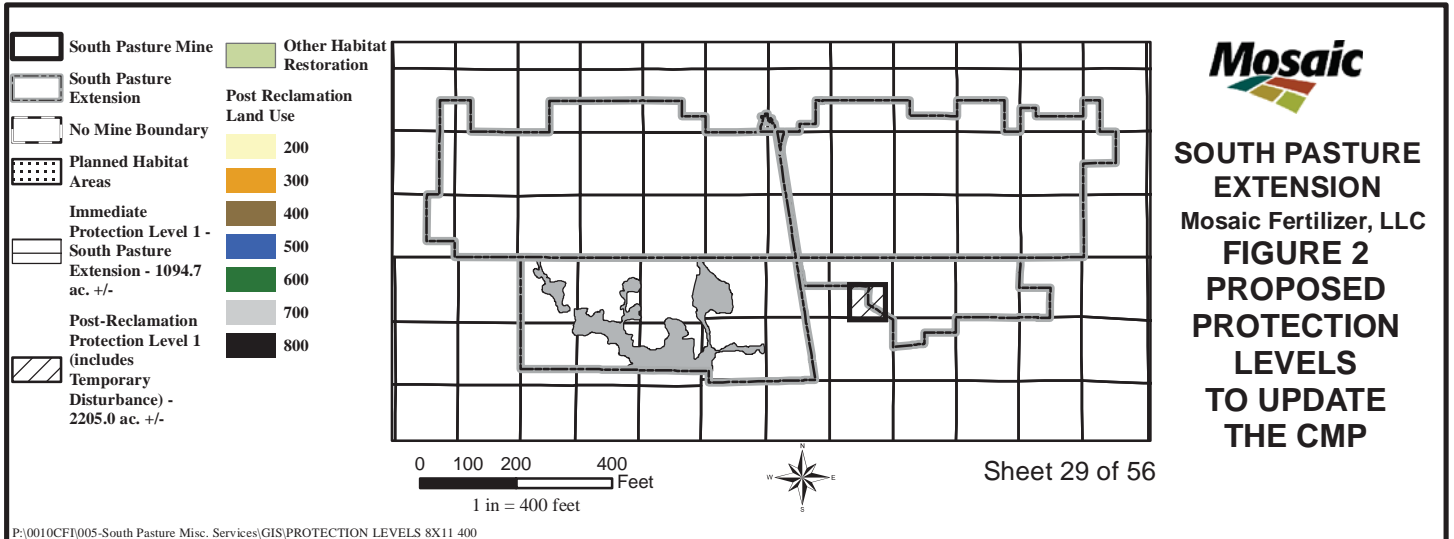 South Pasture Mine
South Pasture
Extension
No Mine Boundary
Planned Habitat
Areas
Immediate
Protection Level 1 -
South Pasture
Extension - 1094.7
ac. +/-
Post-Reclamation
Protection Level 1
(includes
Temporary
Disturbance) -
2205.0 ac. +/-
Other Habitat
Restoration
Post Reclamation
Land Use
200
300
400
500
600
700
800
0 100 200 400
Feet
1 in = 400 feet
N
W E
S
Sheet 29 of 56
Mosaic
SOUTH PASTURE
EXTENSION
Mosaic Fertilizer, LLC
FIGURE 2
PROPOSED
PROTECTION
LEVELS
TO UPDATE
THE CMP
P:\0010CFI\005-South Pasture Misc. Services\GIS\PROTECTION LEVELS 8X11 400